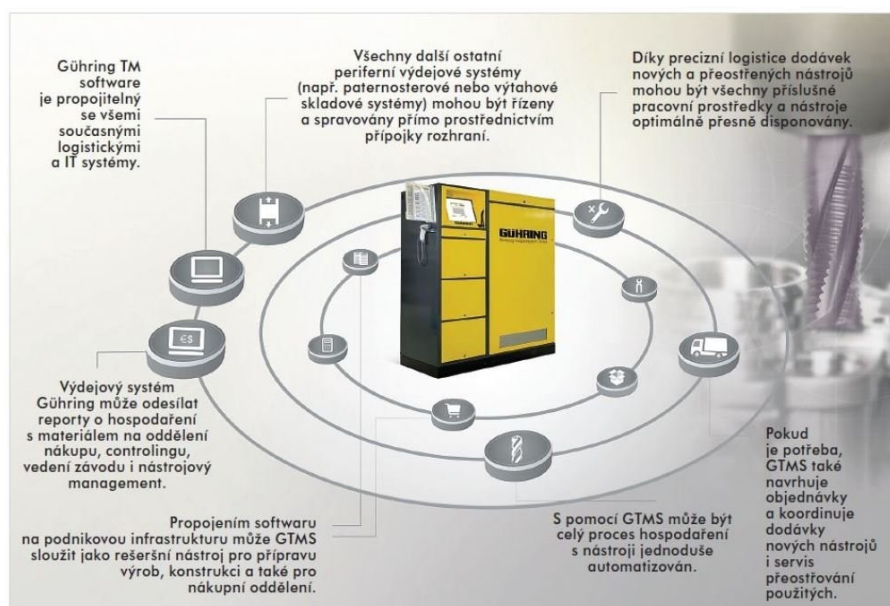 Gühring TM
software
je propojitelný
se všemi
současnými
logistickými
a IT systémy.
Všechny další ostatní
periferní výdejové systémy
(např. paternosterové nebo výtahové
skladové systémy) mohou být řízeny
a spravovány přímo prostřednictvím
přípojky rozhraní.
Díky precizní logistice dodávek
nových a přeostřených nástrojů
mohou být všechny příslušné
pracovní prostředky a nástroje
optimálně přesně disponovány.
GÜHRING
€$
Výdejový systém
Gühring může odesílat
reporty o hospodaření
s materiálem na oddělení
nákupu, controlingu,
vedení závodu i nástrojový
management.
Propojením softwaru
na podnikovou infrastrukturu může GTMS
sloužit jako rešeršní nástroj pro přípravu
výrob, konstrukci a také pro
nákupní oddělení.
S pomocí GTMS může být
celý proces hospodaření
s nástroji jednoduše
automatizován.
Pokud
je potřeba,
GTMS také
navrhuje
objednávky
a koordinuje
dodávky
nových nástrojů
i servis
přeostřování
použitých.